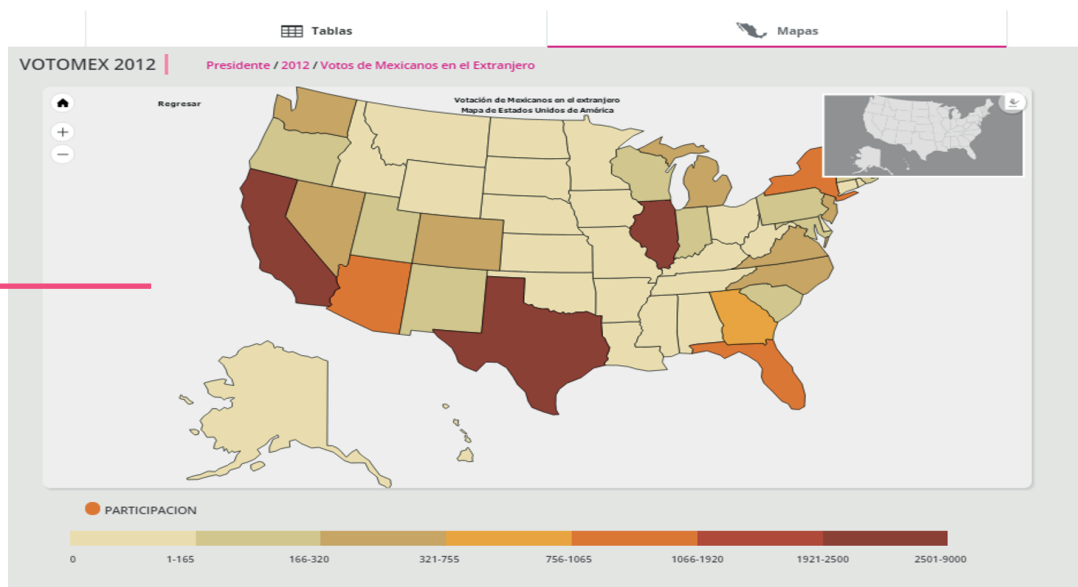 Tablas
Mapas
VOTOMEX 2012
Presidente / 2012 / Votos de Mexicanos en el Extranjero
Regresar
Votación de Mexicanos en el extranjero
Mapa de Estados Unidos de América
+
−
PARTICIPACION
0
1-165
166-320
321-755
756-1065
1066-1920
1921-2500
2501-9000